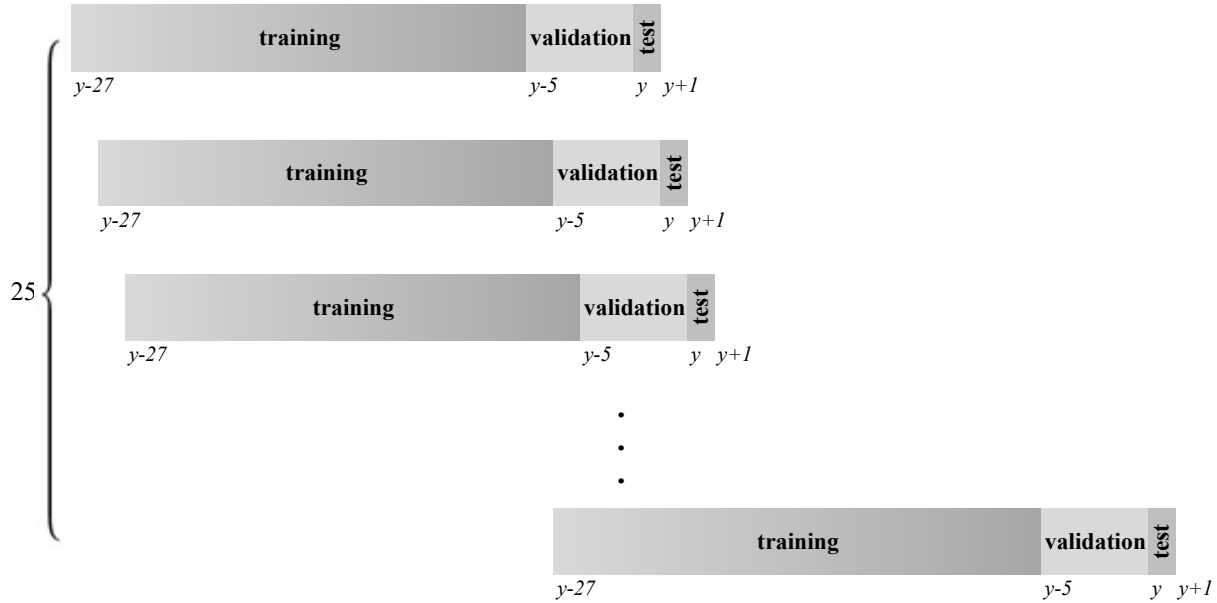 training validation test
y-27 y-5 y y+1
training validation test
y-27 y-5 y y+1
25
training validation test
y-27 y-5 y y+1
training validation test
y-27 y-5 y y+1